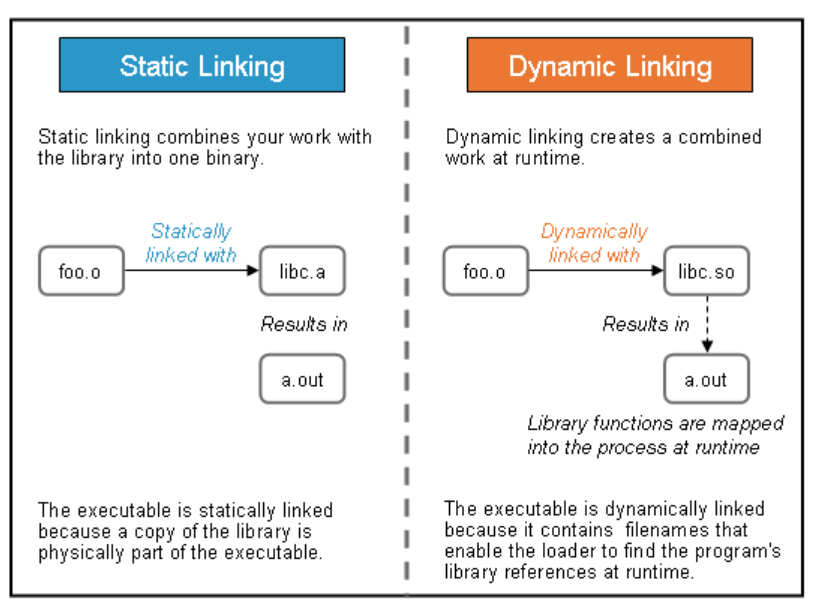 Static Linking
Static linking combines your work with
the library into one binary.
Statically
linked with
foo.o
libc.a
Results in
a.out
The executable is statically linked
because a copy of the library is
physically part of the executable.
Dynamic Linking
Dynamic linking creates a combined
work at runtime.
Dynamically
linked with
foo.o
libc.so
Results in
a.out
Library functions are mapped
into the process at runtime
The executable is dynamically linked
because it contains filenames that
enable the loader to find the program's
library references at runtime.